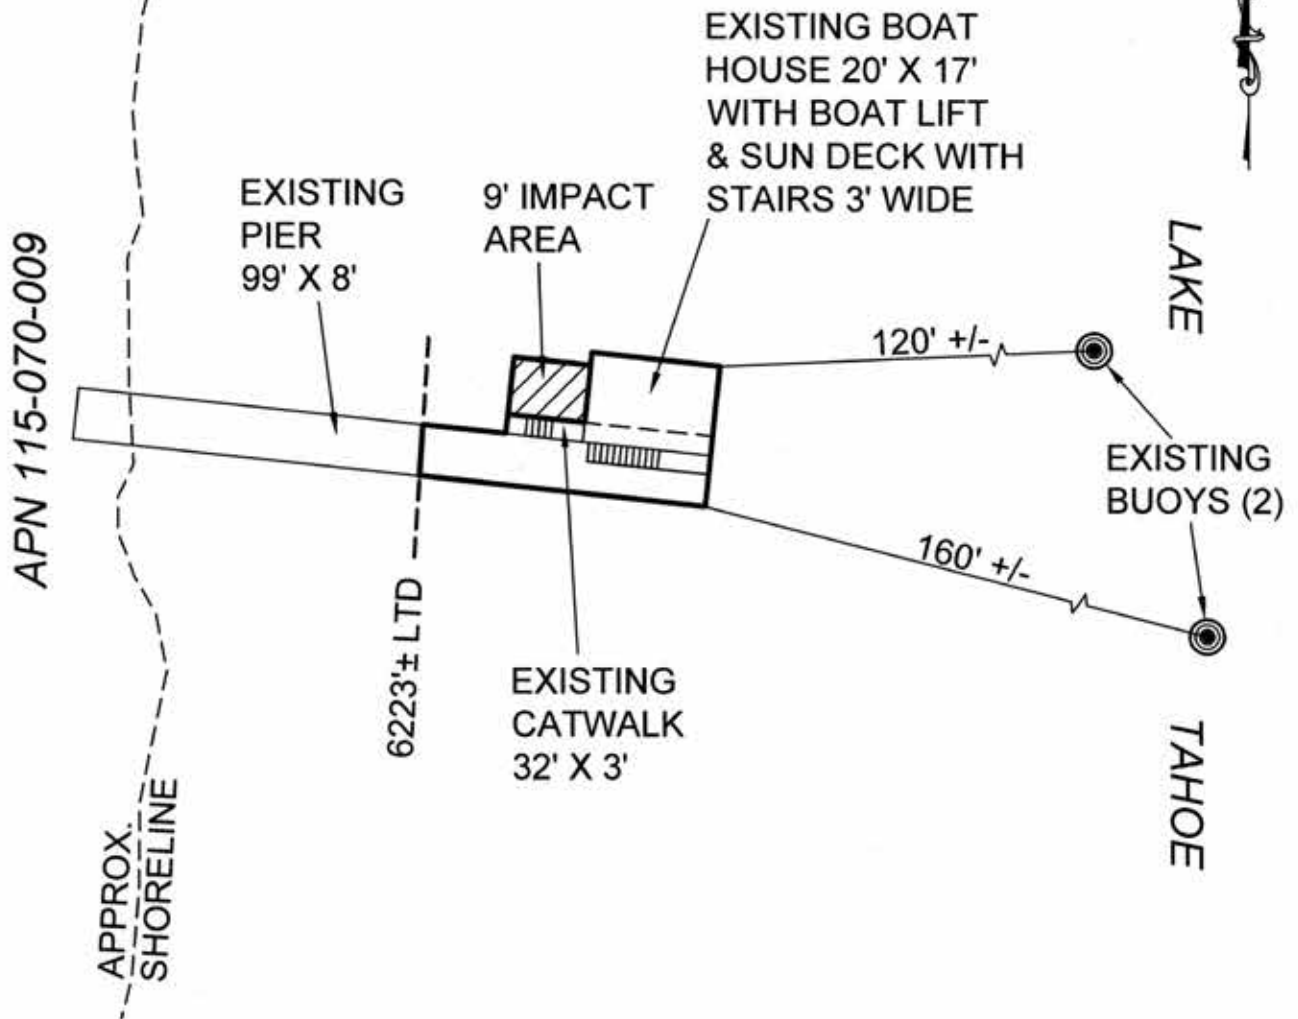 EXISTING BOAT
HOUSE 20' X 17'
WITH BOAT LIFT
& SUN DECK WITH
STAIRS 3' WIDE
EXISTING
PIER
99' X 8'
9' IMPACT
AREA
APN 115-070-009
LAKE
120' +/-
EXISTING
BUOYS (2)
160' +/-
6223'± LTD
EXISTING
CATWALK
32' X 3'
TAHOE
APPROX.
SHORELINE